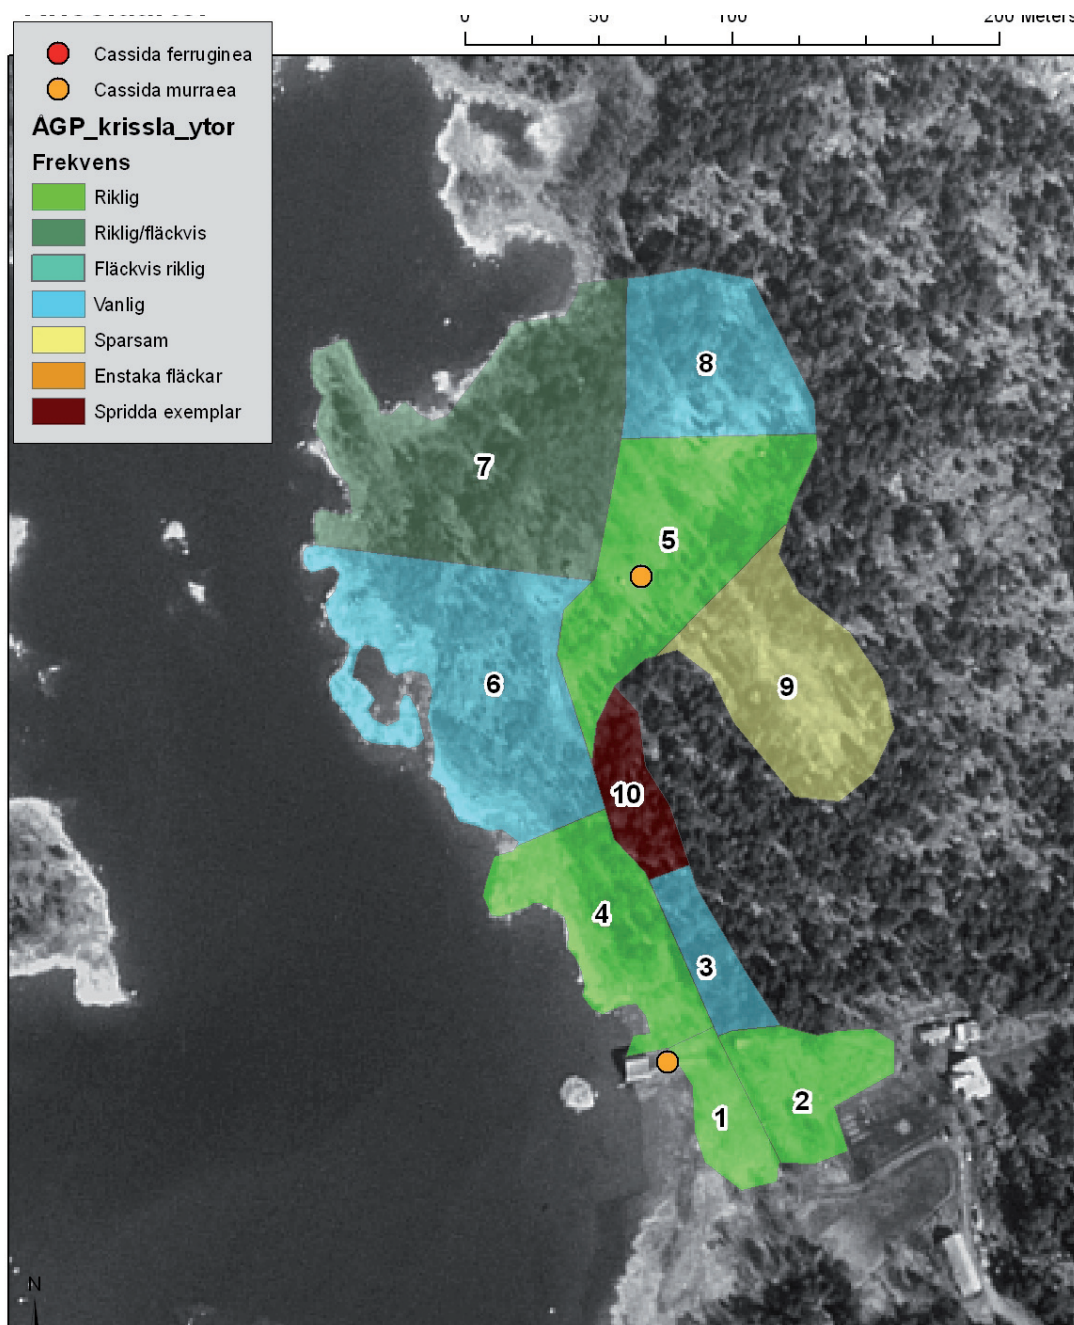 0 50 100 200 Meters
Cassida ferruginea
Cassida murraea
ÅGP_krissla_ytor
Frekvens
Riklig
Riklig/fläckvis
Fläckvis riklig
Vanlig
Sparsam
Enstaka fläckar
Spridda exemplar
8
7
5
6
9
10
4
3
2
1
N